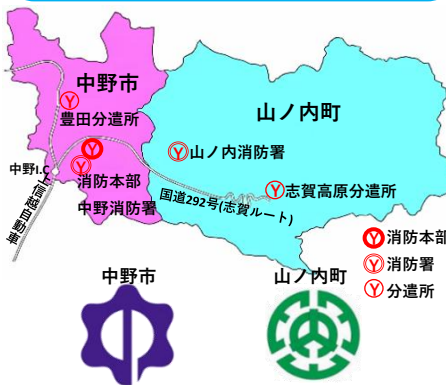 中野市
山ノ内町
豊田分遣所
山ノ内消防署
中野I.C
消防本部
中野消防署
志賀高原分遣所
国道292号(志賀ルート)
上信越自動車
消防本部
消防署
分遣所
中野市
山ノ内町